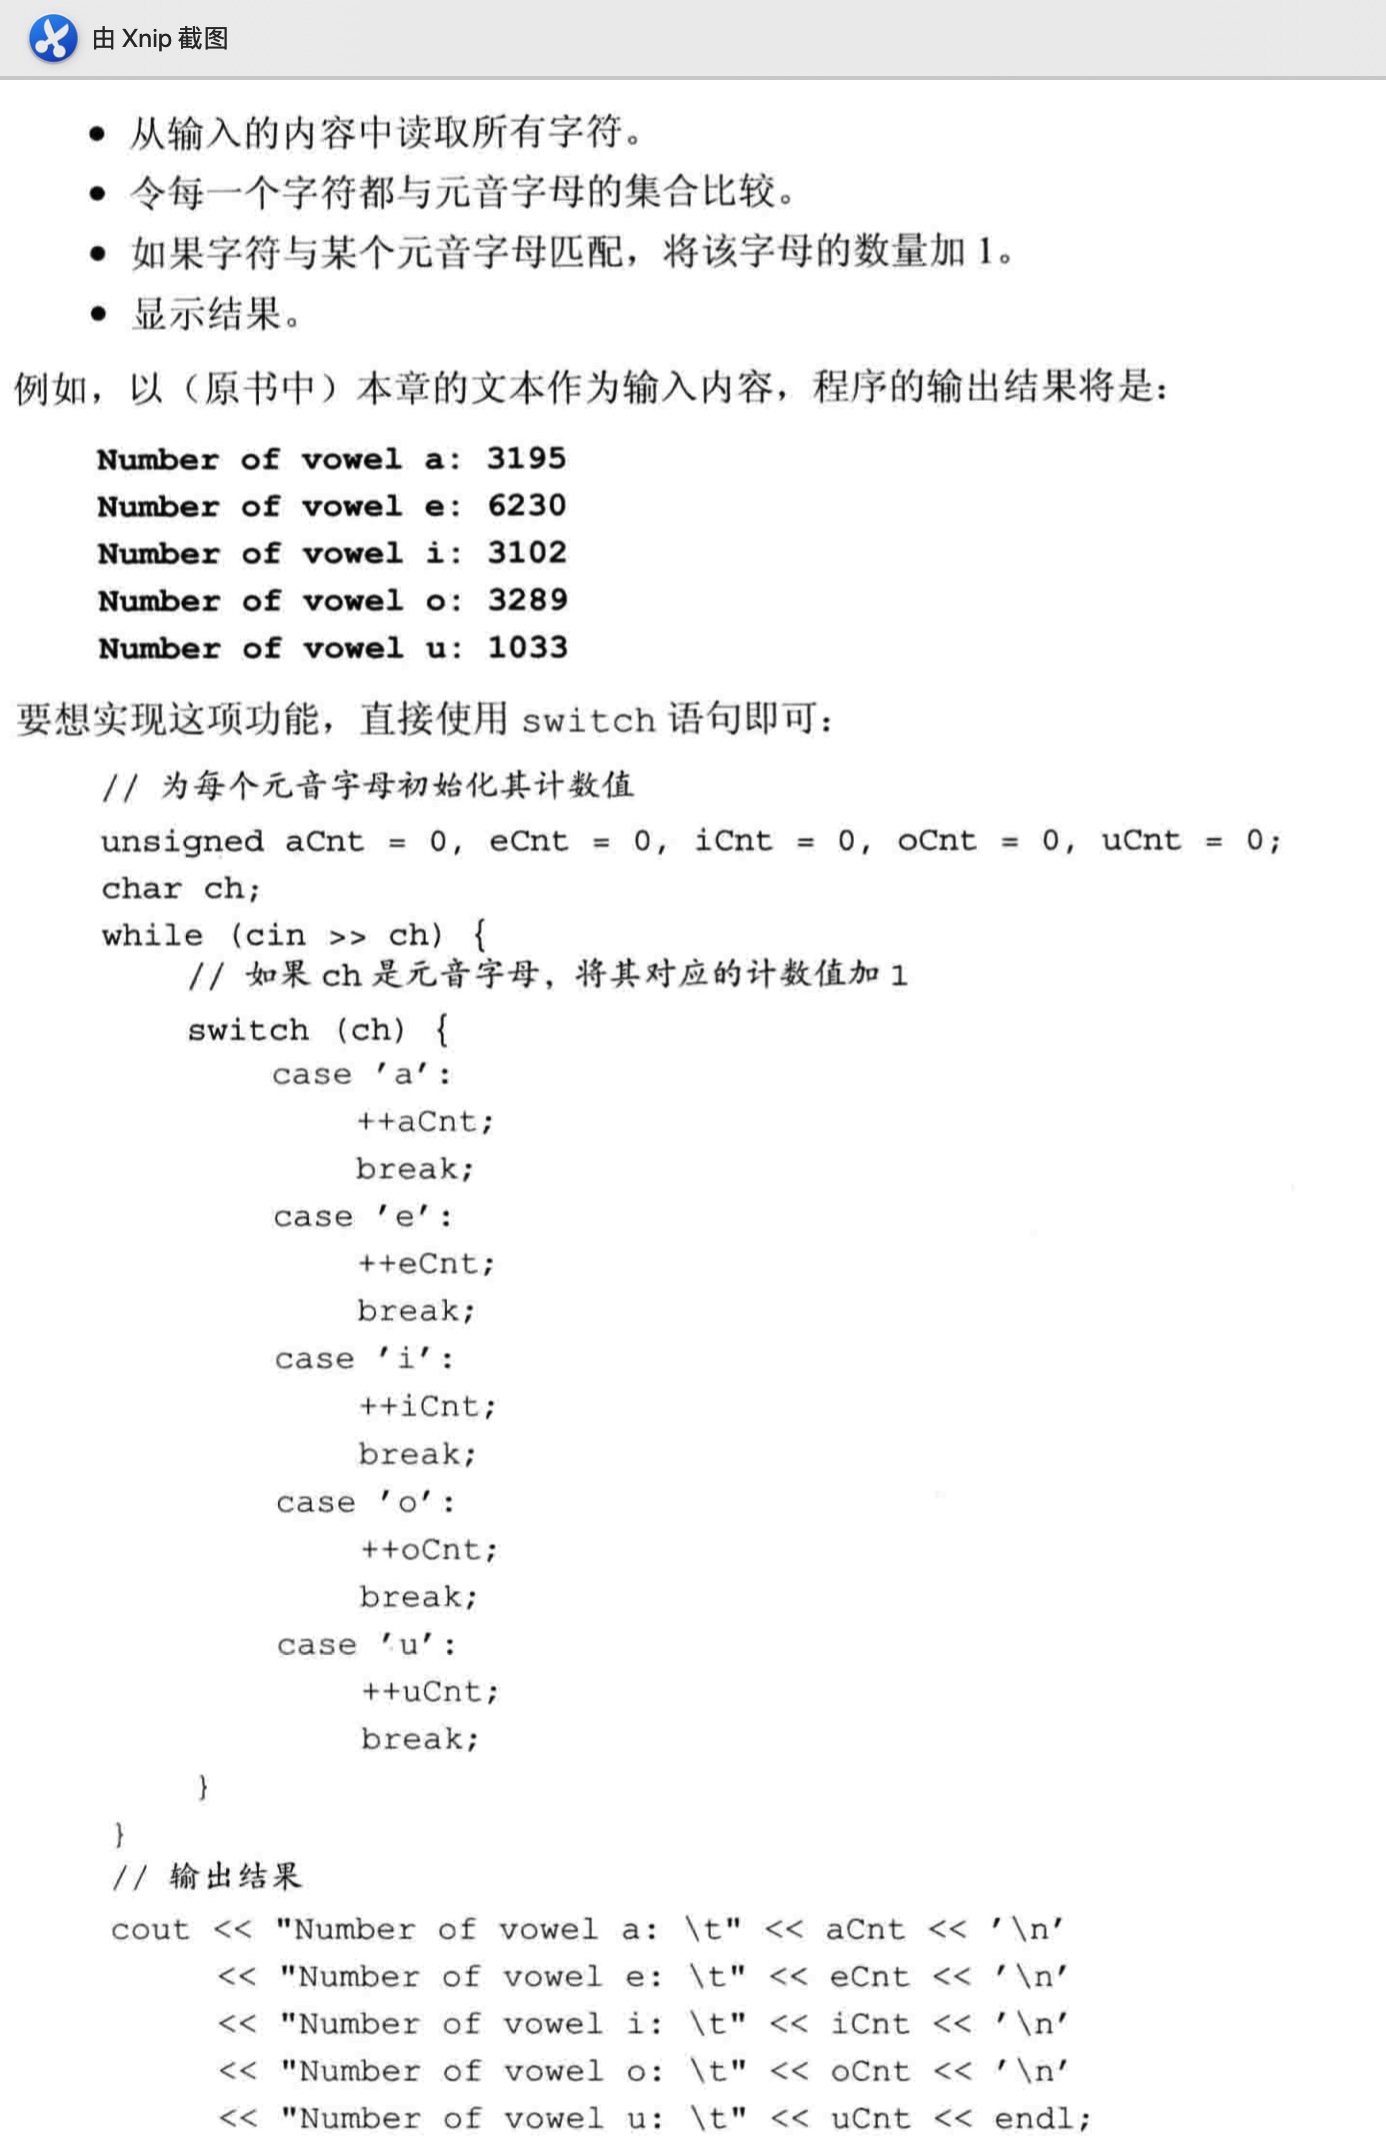 由 Xnip 截图
• 从输入的内容中读取所有字符。
• 令每一个字符都与元音字母的集合比较。
• 如果字符与某个元音字母匹配，将该字母的数量加 1。
• 显示结果。
例如，以（原书中）本章的文本作为输入内容，程序的输出结果将是：
Number of vowel a: 3195
Number of vowel e: 6230
Number of vowel i: 3102
Number of vowel o: 3289
Number of vowel u: 1033
要想实现这项功能，直接使用 switch 语句即可：
// 为每个元音字母初始化其计数值
unsigned aCnt = 0, eCnt = 0, iCnt = 0, oCnt = 0, uCnt = 0;
char ch;
while (cin >> ch) {
// 如果 ch 是元音字母，将其对应的计数值加 1
switch (ch) {
case 'a':
++aCnt;
break;
case 'e':
++eCnt;
break;
case 'i':
++iCnt;
break;
case 'o':
++oCnt;
break;
case 'u':
++uCnt;
break;
}
}
// 输出结果
cout << "Number of vowel a: \t" << aCnt << '\n'
<< "Number of vowel e: \t" << eCnt << '\n'
<< "Number of vowel i: \t" << iCnt << '\n'
<< "Number of vowel o: \t" << oCnt << '\n'
<< "Number of vowel u: \t" << uCnt << endl;